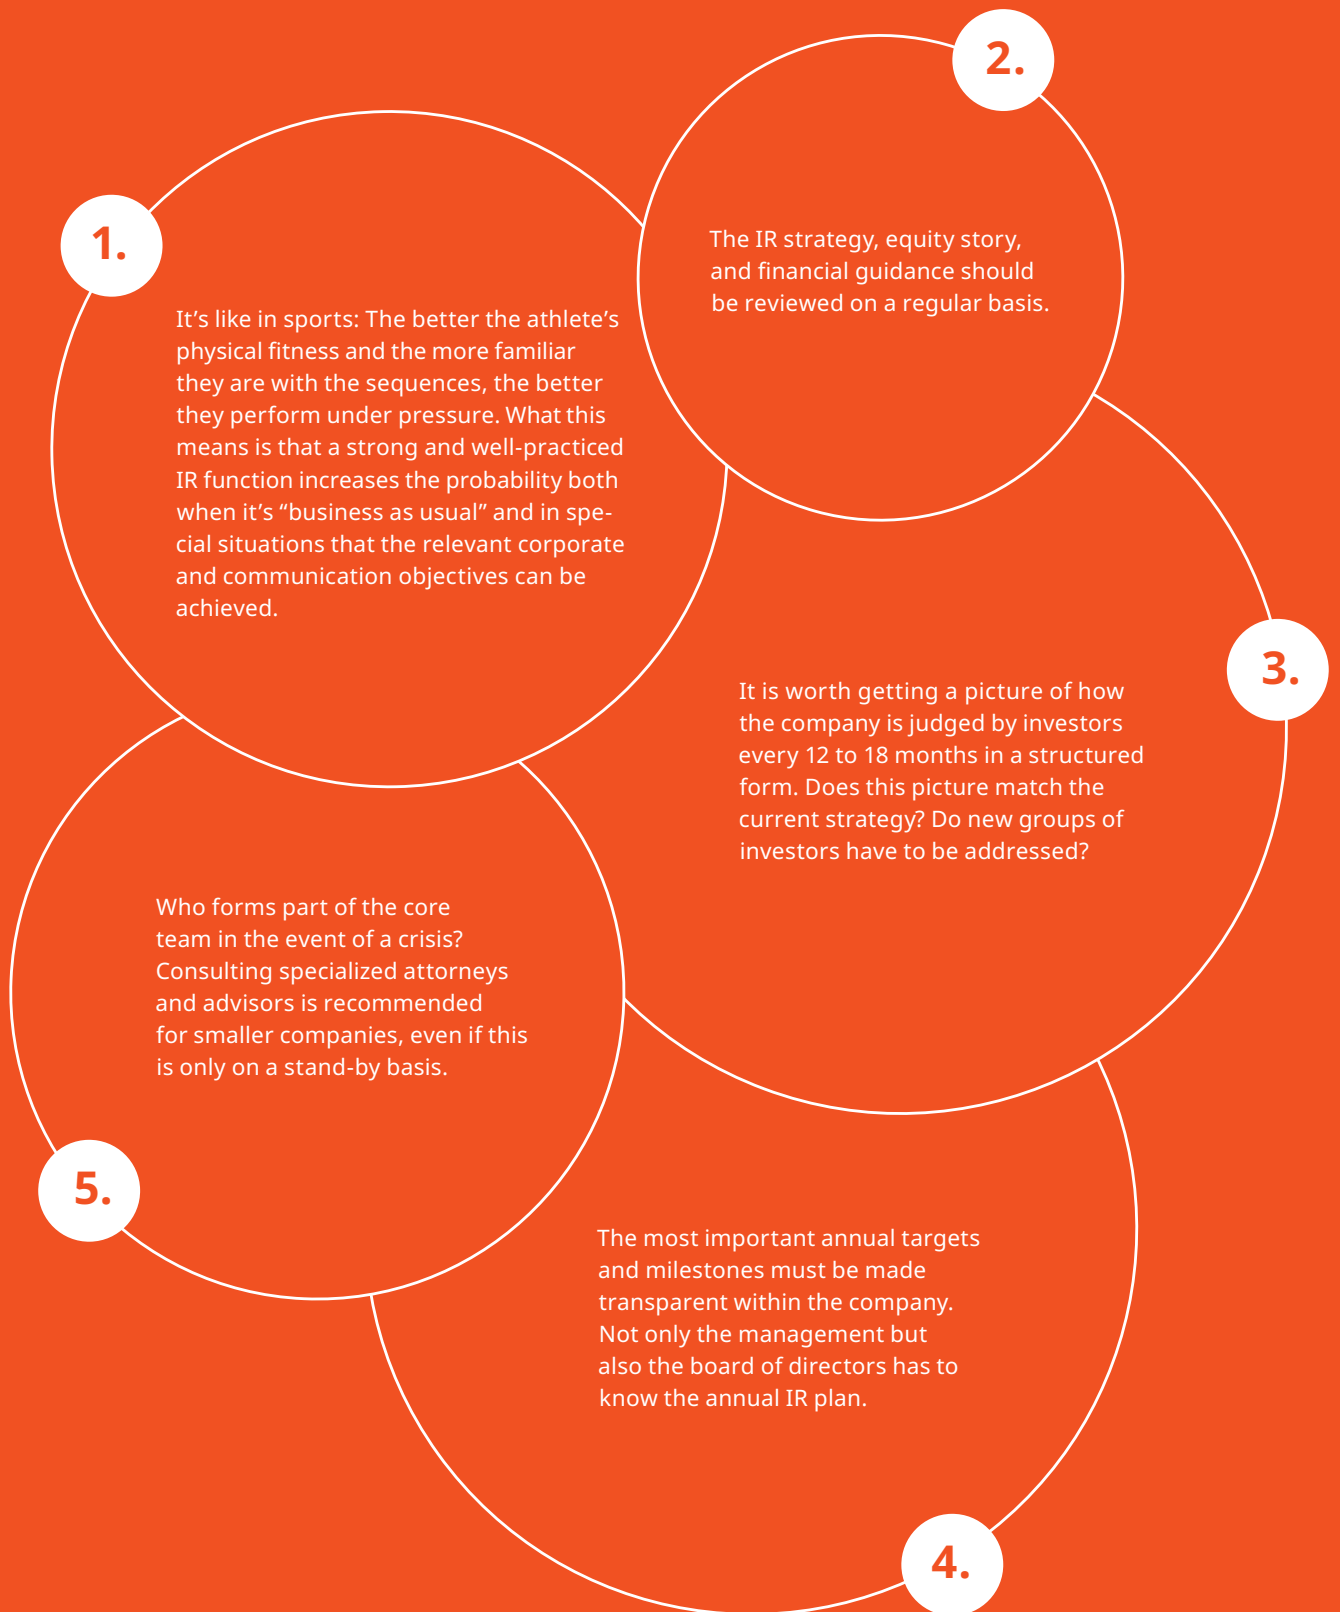 1.
It’s like in sports: The better the athlete’s
physical fitness and the more familiar
they are with the sequences, the better
they perform under pressure. What this
means is that a strong and well-practiced
IR function increases the probability both
when it’s “business as usual” and in spe-
cial situations that the relevant corporate
and communication objectives can be
achieved.
2.
The IR strategy, equity story,
and financial guidance should
be reviewed on a regular basis.
3.
It is worth getting a picture of how
the company is judged by investors
every 12 to 18 months in a structured
form. Does this picture match the
current strategy? Do new groups of
investors have to be addressed?
4.
The most important annual targets
and milestones must be made
transparent within the company.
Not only the management but
also the board of directors has to
know the annual IR plan.
5.
Who forms part of the core
team in the event of a crisis?
Consulting specialized attorneys
and advisors is recommended
for smaller companies, even if this
is only on a stand-by basis.